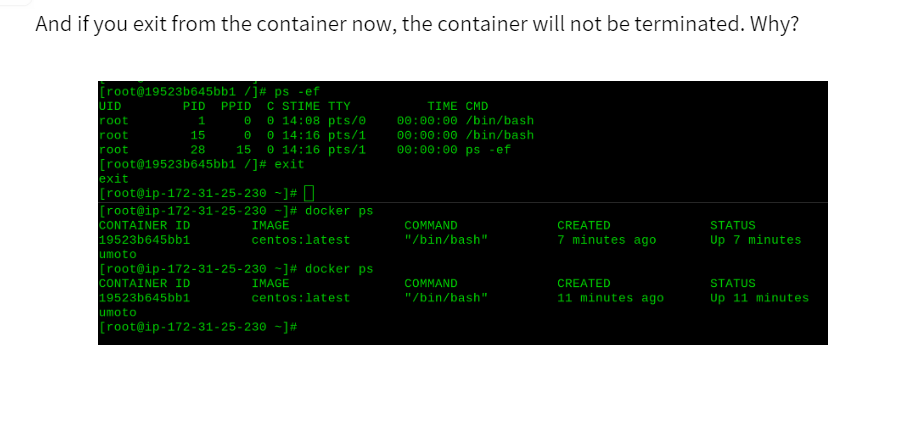 And if you exit from the container now, the container will not be terminated. Why?
[root@19523b645bb1 /]# ps -ef
UID PID PPID C STIME TTY TIME CMD
root 1 0 0 14:08 pts/0 00:00:00 /bin/bash
root 15 0 0 14:16 pts/1 00:00:00 /bin/bash
root 28 15 0 14:16 pts/1 00:00:00 ps -ef
[root@19523b645bb1 /]# exit
exit
[root@ip-172-31-25-230 ~]#
[root@ip-172-31-25-230 ~]# docker ps
CONTAINER ID IMAGE COMMAND CREATED STATUS
19523b645bb1 centos:latest "/bin/bash" 7 minutes ago Up 7 minutes
umoto
[root@ip-172-31-25-230 ~]# docker ps
CONTAINER ID IMAGE COMMAND CREATED STATUS
19523b645bb1 centos:latest "/bin/bash" 11 minutes ago Up 11 minutes
umoto
[root@ip-172-31-25-230 ~]#